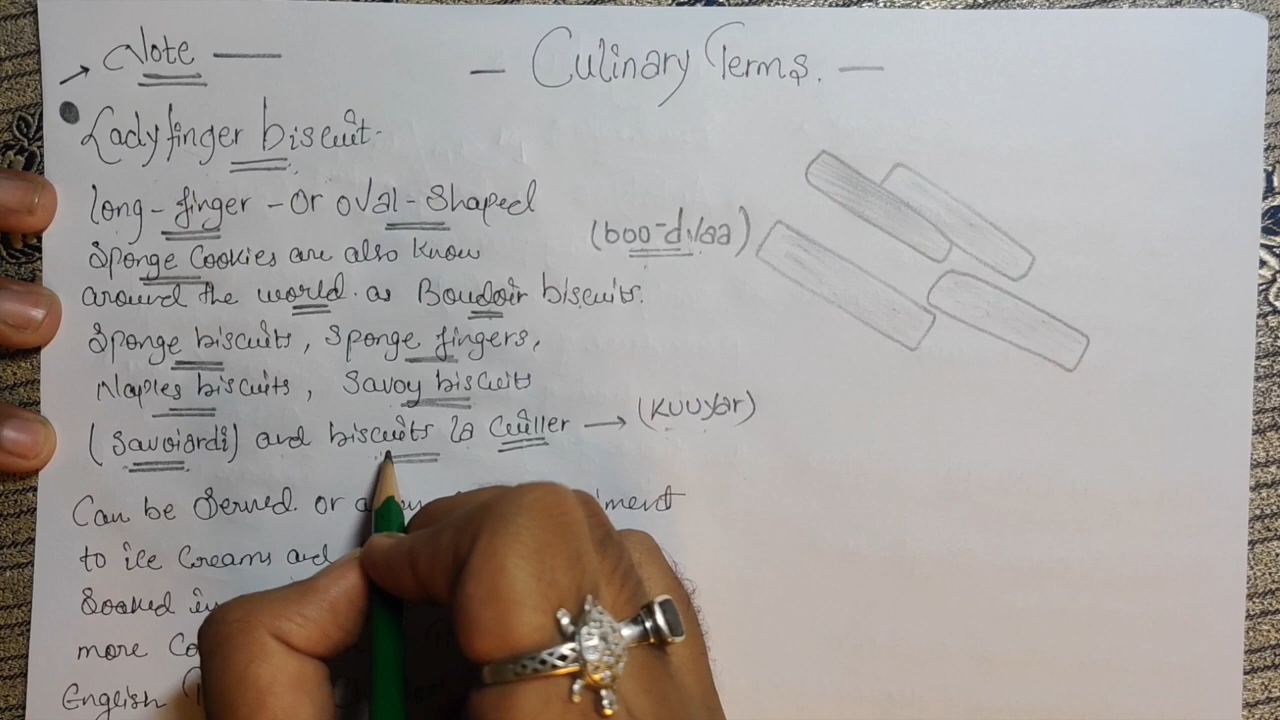 Note — - Culinary Terms. -
Ladyfinger biscuit-
long-finger-or oval-Shaped
Sponge Cookies are also know
(boo-dwaa)
around the world. as Boudoir biscuits.
Sponge biscuits, Sponge fingers,
Naples biscuits, Savoy biscuits
(Savoiardi) and biscuits la Cuiller → (kuuyar)
Can be Served. or
to ice Creams and
Soaked
more
English